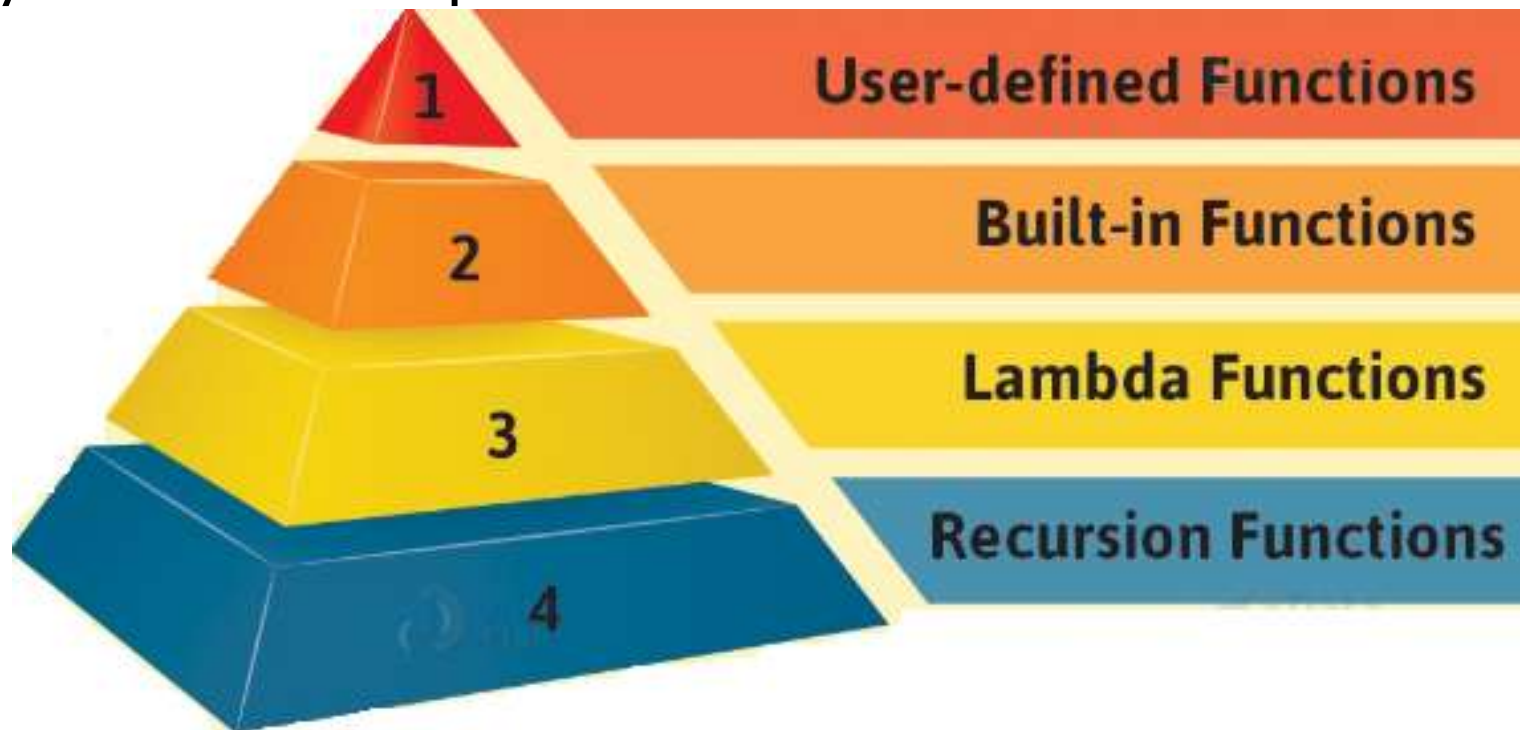 1
User-defined Functions
2
Built-in Functions
3
Lambda Functions
4
Recursion Functions